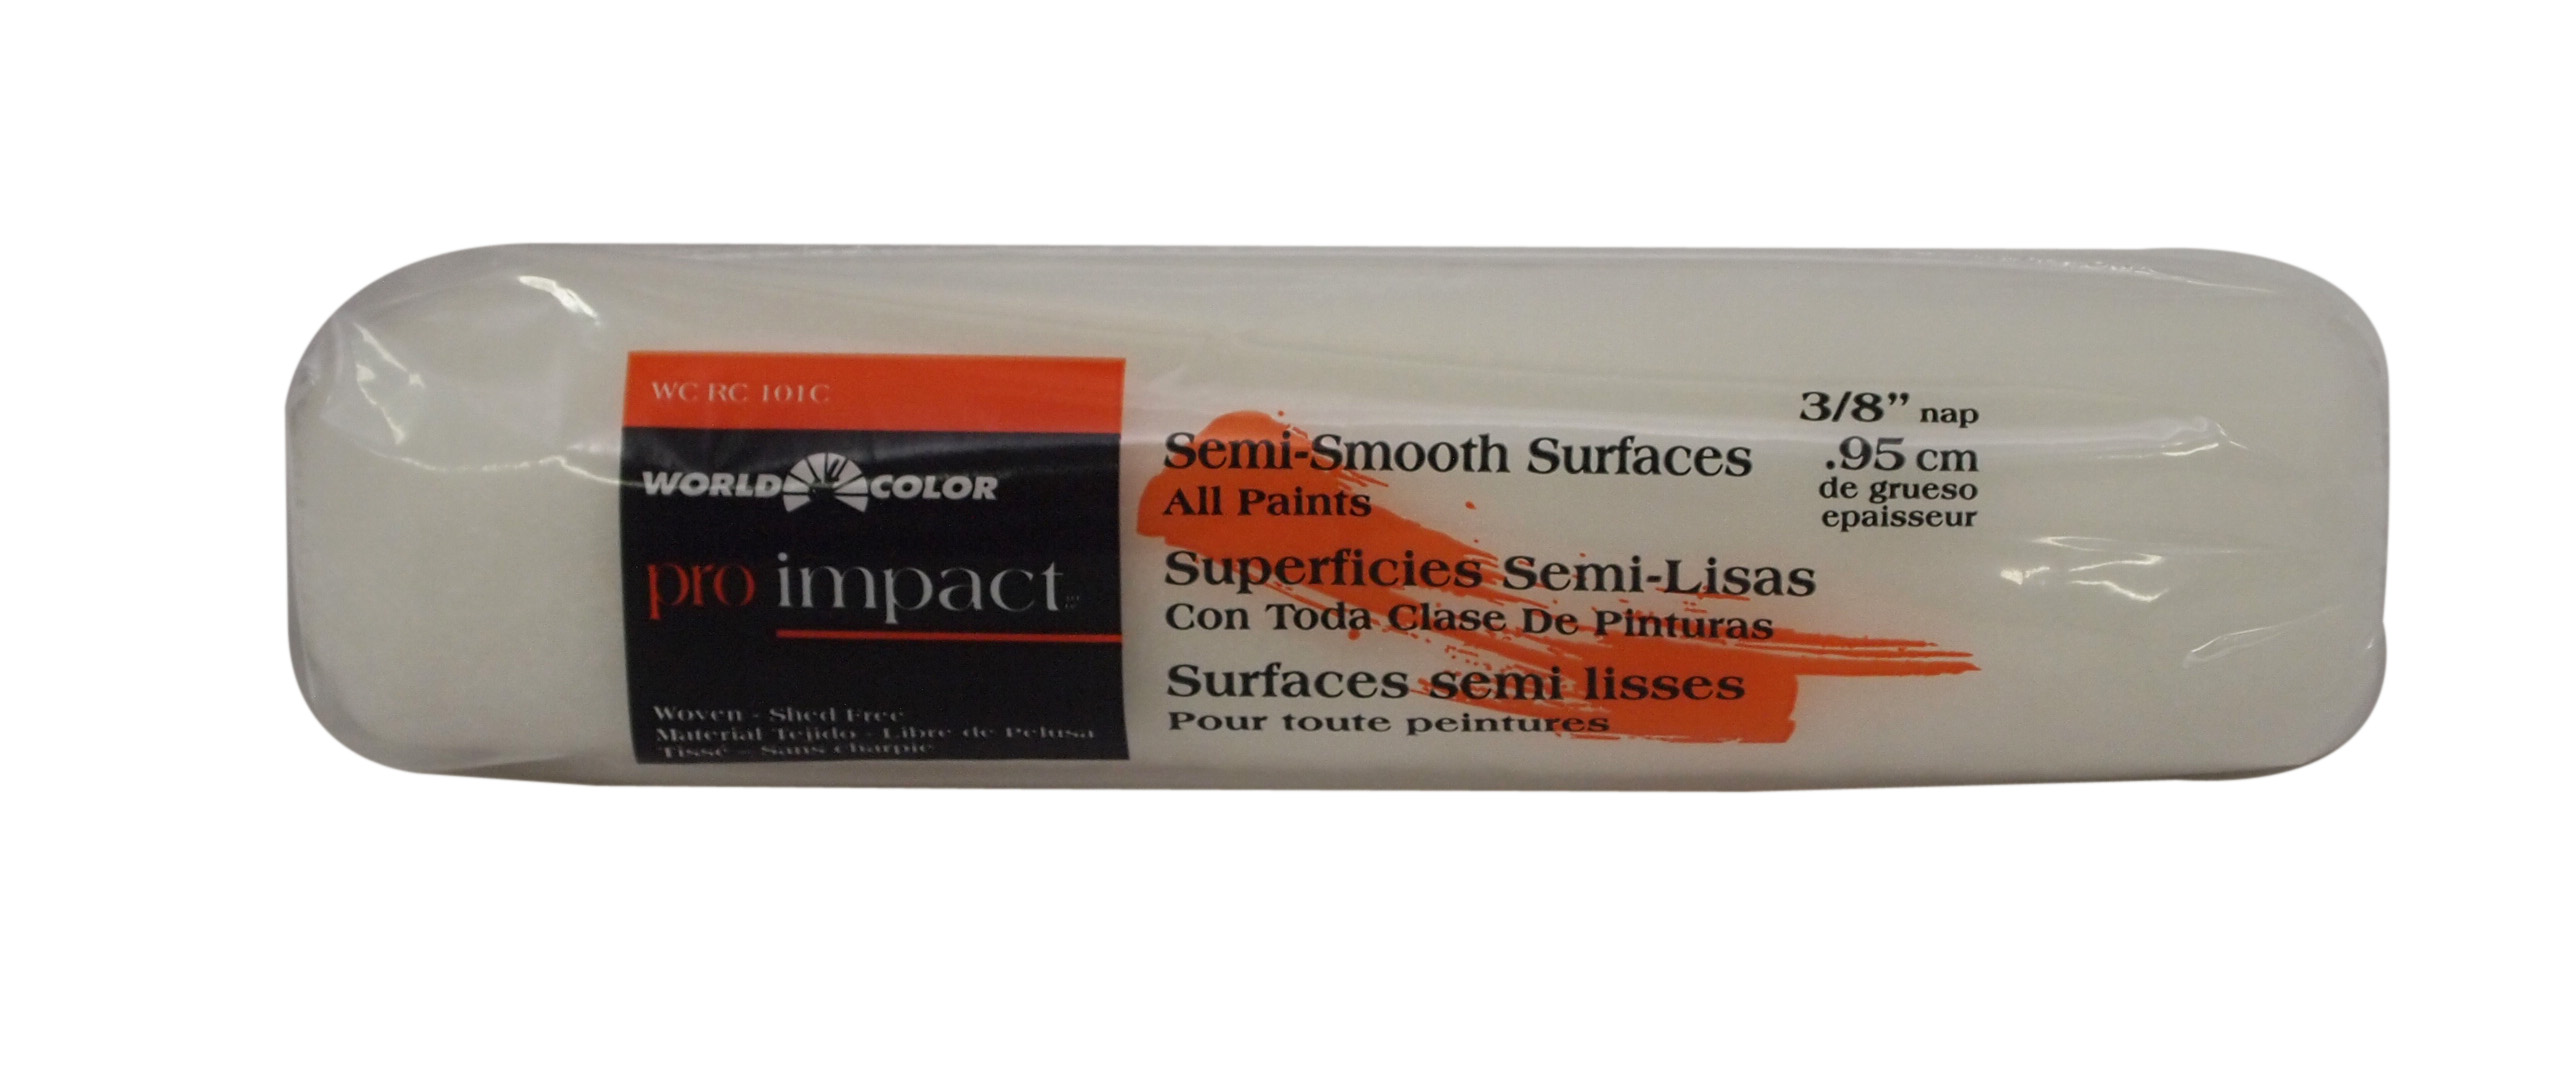 WC RC 101C
WORLD COLOR
pro impact
Woven - Shed Free
Material Tejido - Libre de Pelusa
Tissé - Sans charpie
Semi-Smooth Surfaces
All Paints
Superficies Semi-Lisas
Con Toda Clase De Pinturas
Surfaces semi lisses
Pour toute peintures
3/8” nap
.95 cm
de grueso
epaisseur